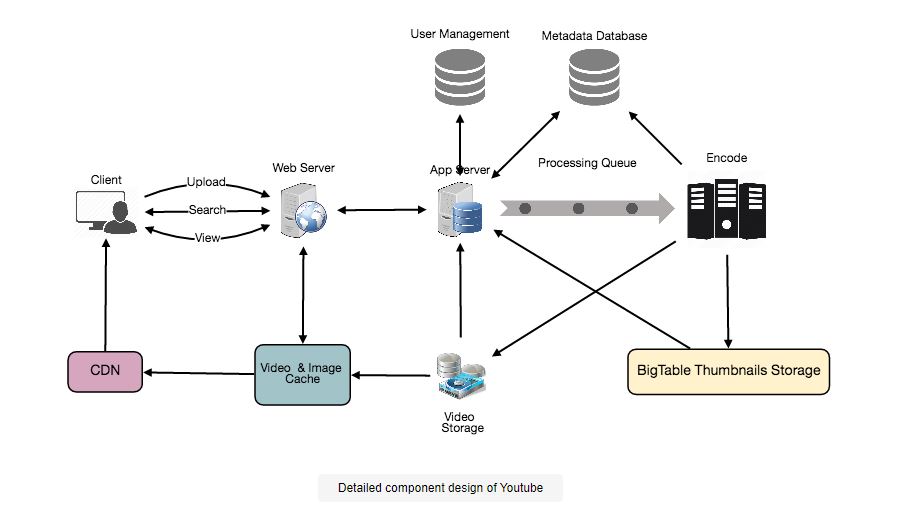 User Management
Metadata Database
Client
Web Server
App Server
Processing Queue
Encode
Upload
Search
View
CDN
Video & Image
Cache
BigTable Thumbnails Storage
Video
Storage
Detailed component design of Youtube